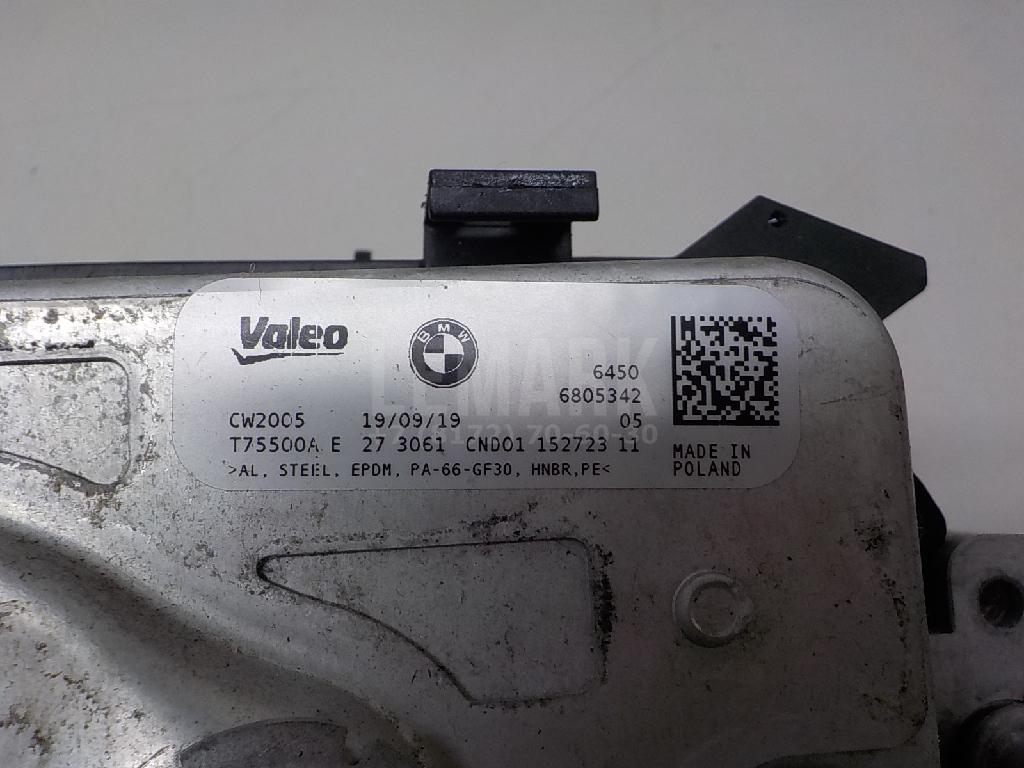 Valeo
BMW
6450
6805342
CW2005 19/09/19 05
T75500A E 27 3061 CND01 152723 11
>AL, STEEL, EPDM, PA-66-GF30, HNBR,PE<
MADE IN
POLAND